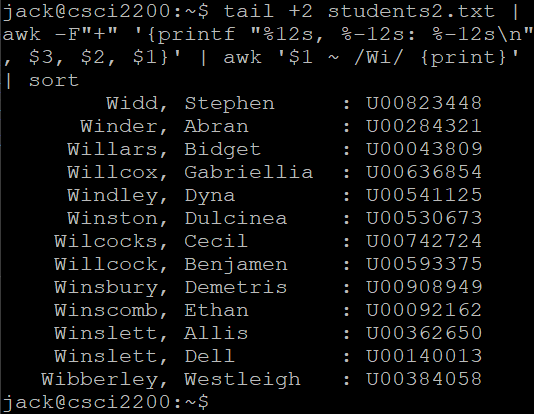 jack@csci2200:~$ tail +2 students2.txt |
awk -F"+" '{printf "%12s, %-12s: %-12s\n"
, $3, $2, $1}' | awk '$1 ~ /Wi/ {print}'
| sort
        Widd, Stephen     : U00823448
      Winder, Abran       : U00284321
     Willars, Bidget      : U00043809
     Willcox, Gabriellia  : U00636854
     Windley, Dyna        : U00541125
     Winston, Dulcinea    : U00530673
    Wilcocks, Cecil       : U00742724
    Willcock, Benjamen    : U00593375
    Winsbury, Demetris    : U00908949
    Winscomb, Ethan       : U00092162
    Winslett, Allis       : U00362650
    Winslett, Dell        : U00140013
   Wibberley, Westleigh   : U00384058
jack@csci2200:~$